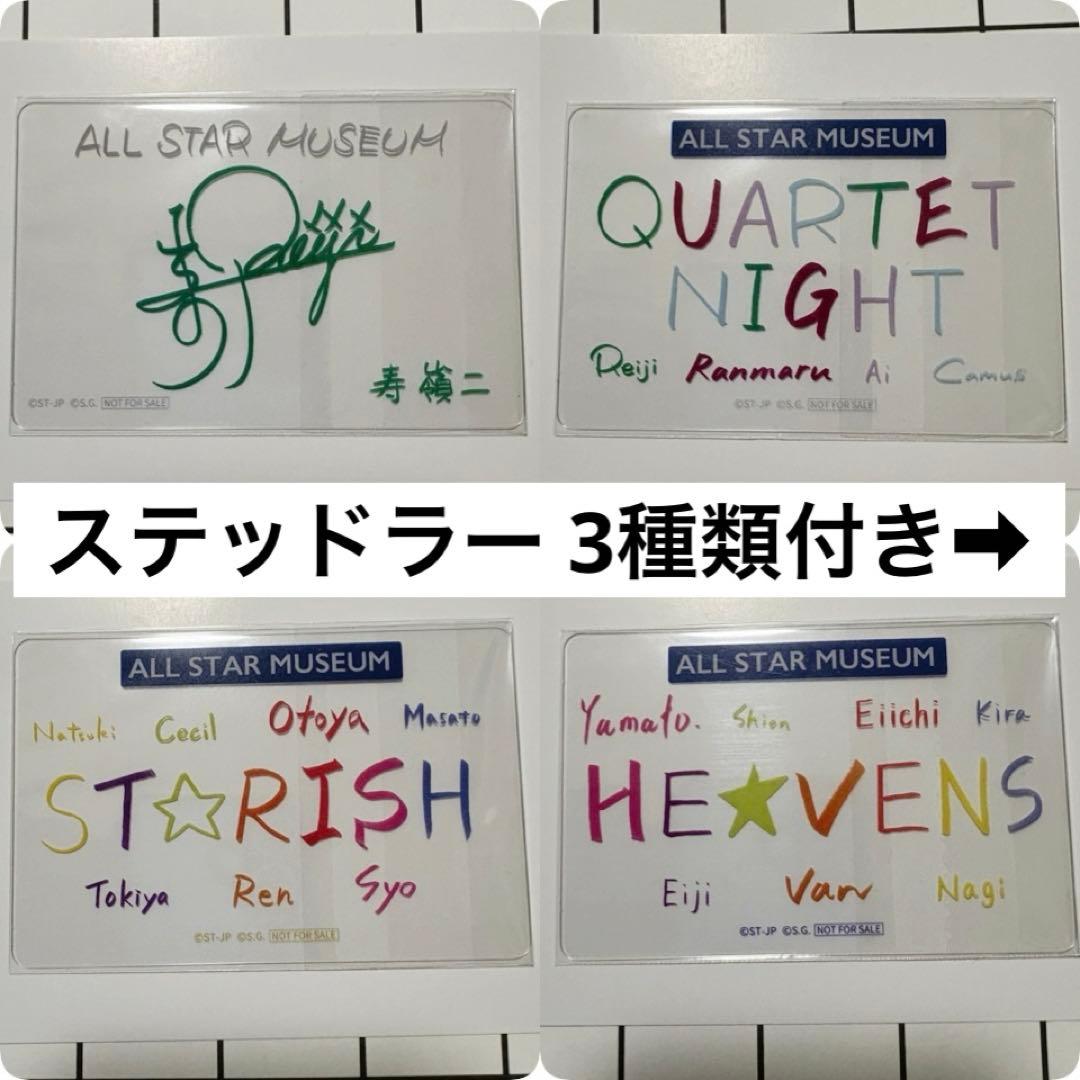 ALL STAR MUSEUM
寿 Reiji
寿 嶺二
©ST-JP ©S.G. NOT FOR SALE
ALL STAR MUSEUM
QUARTET
NIGHT
Reiji Ranmaru Ai Camus
©ST-JP ©S.G. NOT FOR SALE
ステッドラー 3種類付き➡
ALL STAR MUSEUM
Natsuki Cecil Otoya Masato
ST☆RISH
Tokiya Ren Syo
©ST-JP ©S.G. NOT FOR SALE
ALL STAR MUSEUM
Yamato. Shion Eiichi Kira
HE★VENS
Eiji Van Nagi
©ST-JP ©S.G. NOT FOR SALE